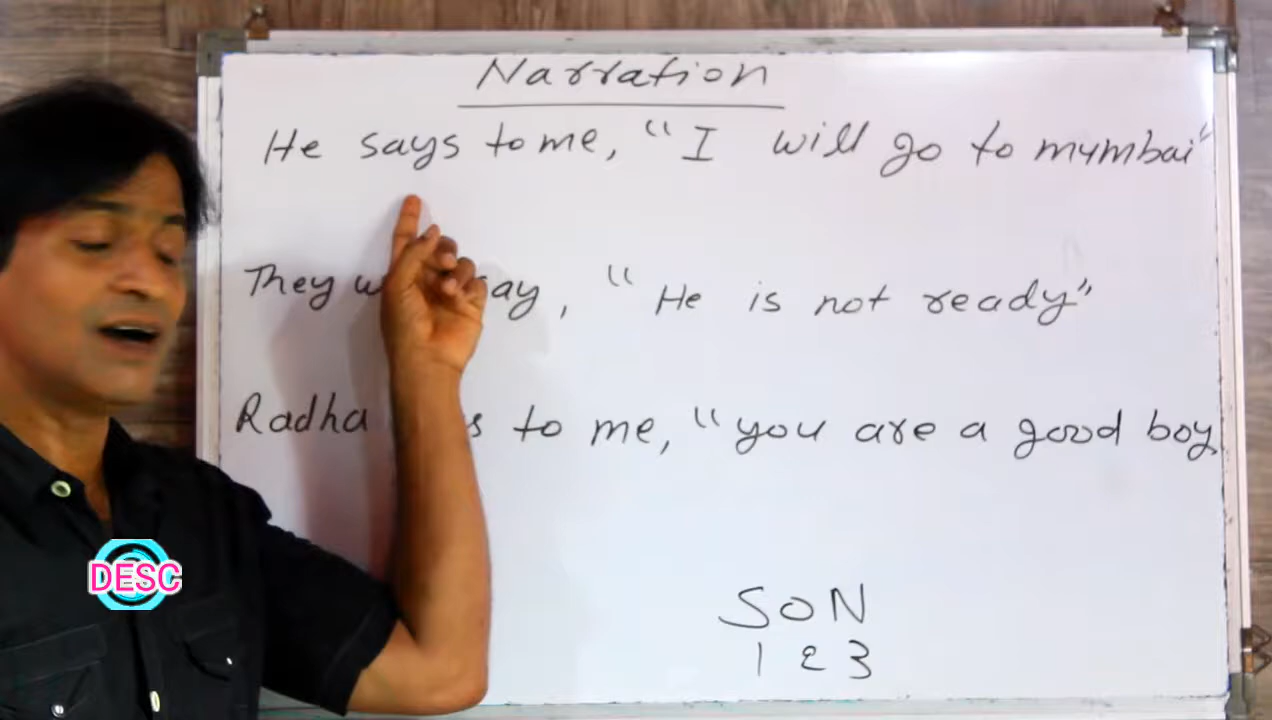 Narration
He says to me, "I will go to mumbai"
They say, "He is not ready"
Radha to me, "you are a good boy
DESC
SON
1 2 3